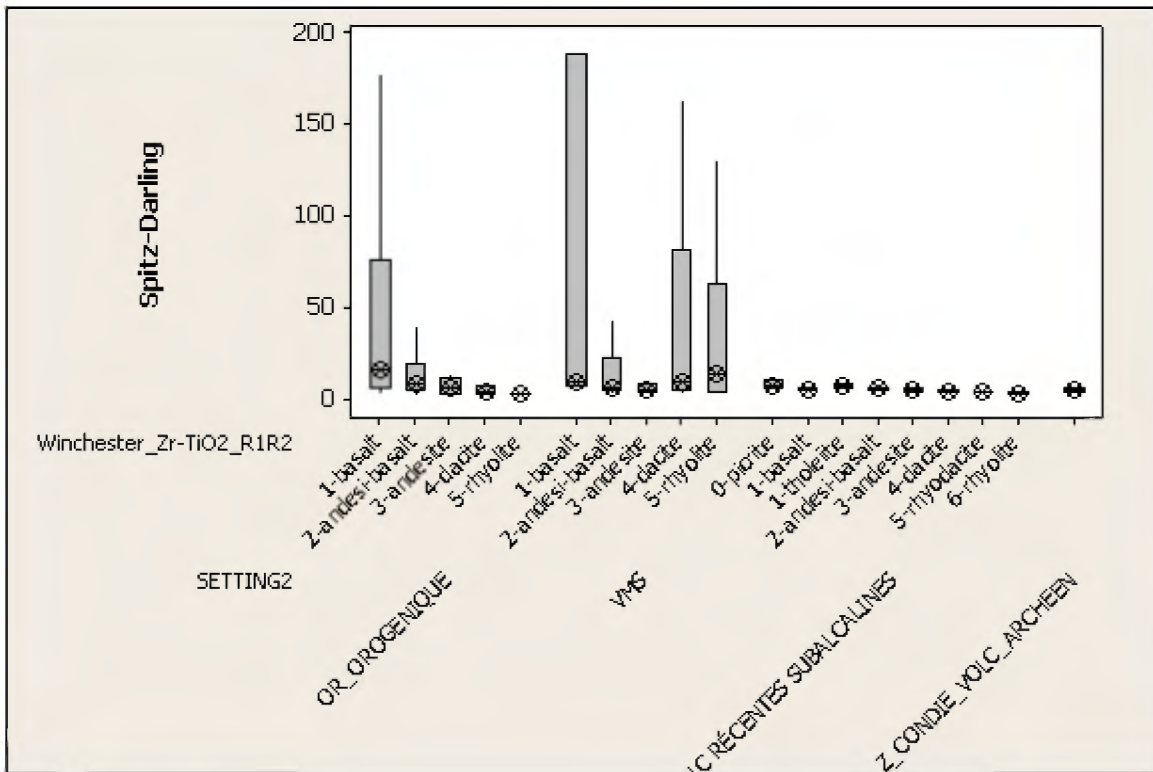 Spitz-Darling
200
150
100
50
0
Winchester_Zr-TiO2_R1R2
1-basalt
2-andesi-basalt
3-andesite
4-dacite
5-rhyolite
1-basalt
2-andesi-basalt
3-andesite
4-dacite
5-rhyolite
0-picrite
1-basalt
1-tholeiite
2-andesi-basalt
3-andesite
4-dacite
5-rhyodacite
6-rhyolite
SETTING2
OR_OROGENIQUE
VMS
RÉCENTES SUBALCALINES
Z_CONDIE_VOLC_ARCHEEN